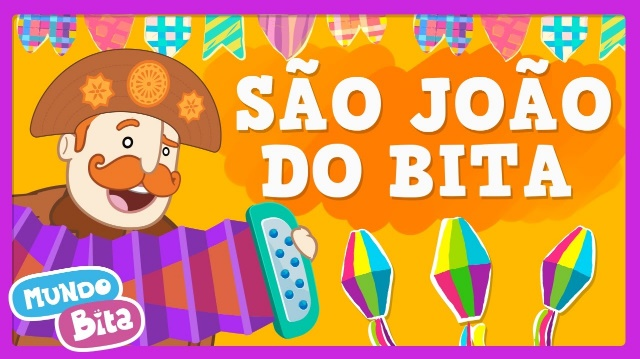 SÃO JOÃO
DO BITA
MUNDO
Bita